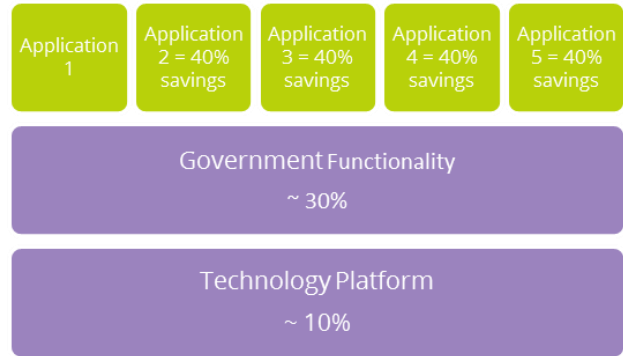 Application
1
Application
2 = 40%
savings
Application
3 = 40%
savings
Application
4 = 40%
savings
Application
5 = 40%
savings
Government Functionality
~ 30%
Technology Platform
~ 10%